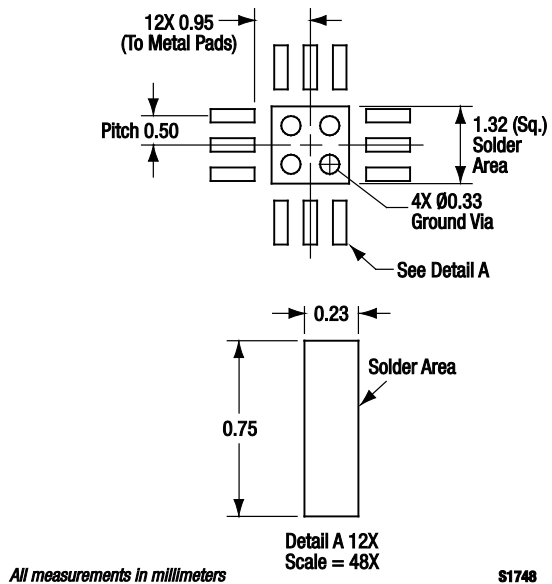 12X 0.95
(To Metal Pads)
Pitch 0.50
1.32 (Sq.)
Solder
Area
4X Ø0.33
Ground Via
See Detail A
0.23
Solder Area
0.75
Detail A 12X
Scale = 48X
All measurements in millimeters
S1748